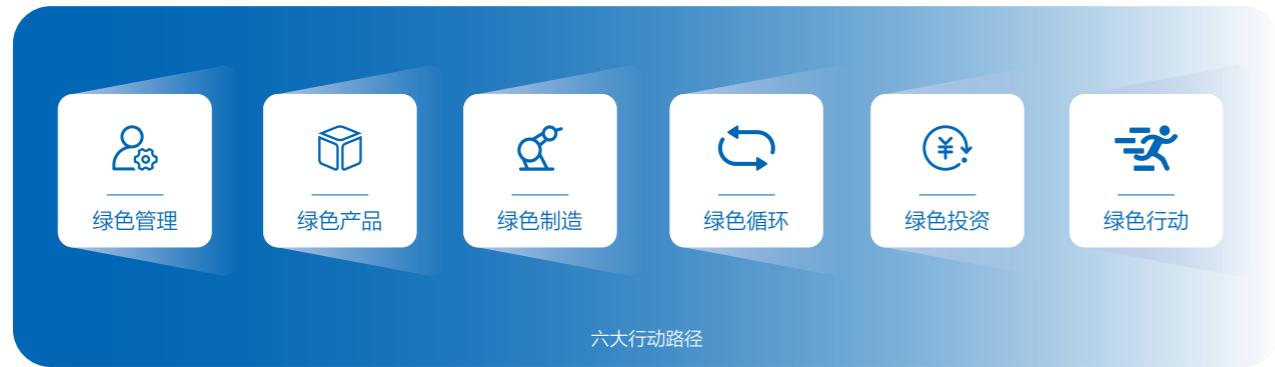 绿色管理
绿色产品
绿色制造
绿色循环
绿色投资
绿色行动
六大行动路径